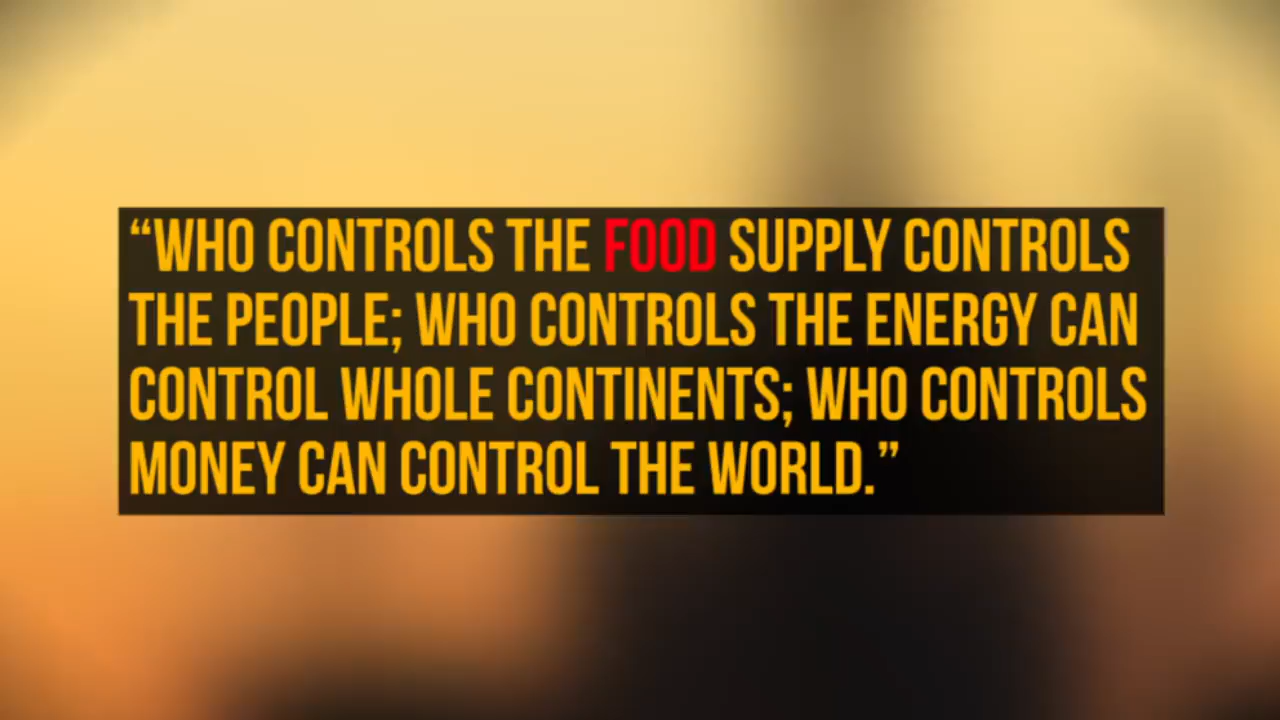 “WHO CONTROLS THE FOOD SUPPLY CONTROLS
THE PEOPLE; WHO CONTROLS THE ENERGY CAN
CONTROL WHOLE CONTINENTS; WHO CONTROLS
MONEY CAN CONTROL THE WORLD.”